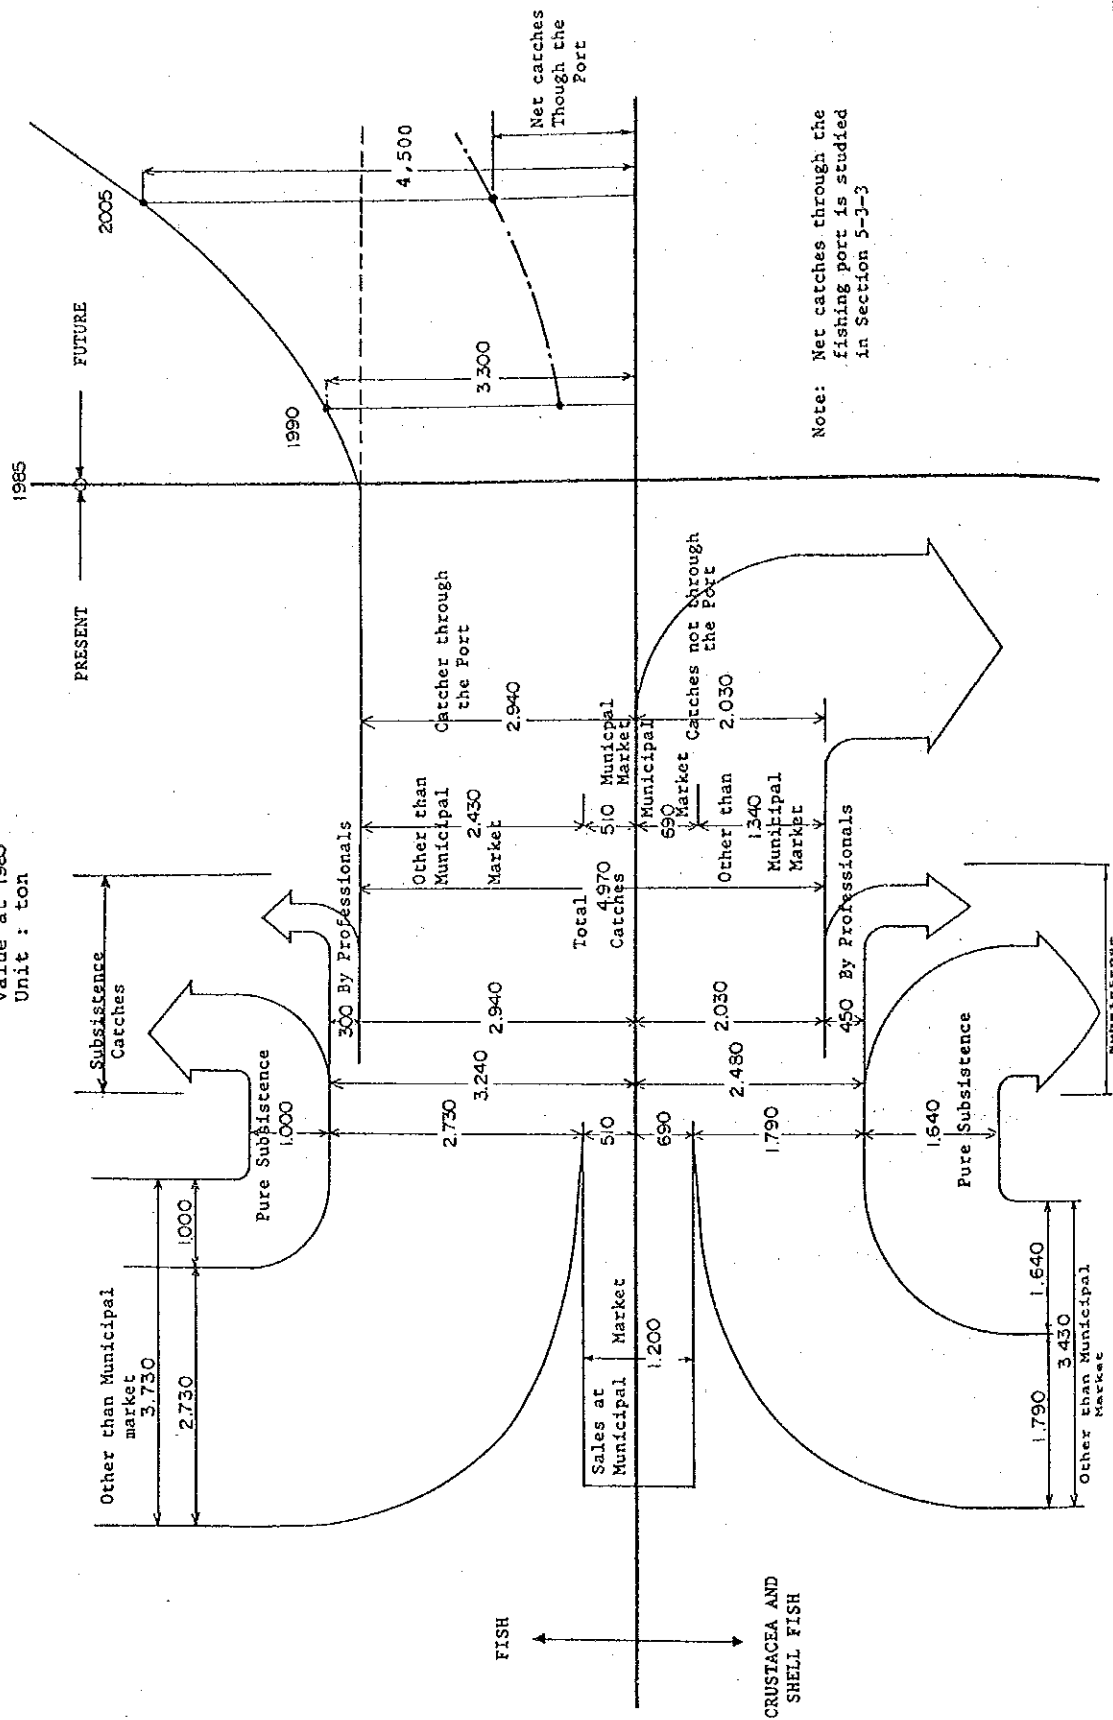 Value at 1985
Unit : ton
1985
PRESENT
FUTURE
2005
1990
4,500
3.300
Net catches
Though the
Port
Note: Net catches through the
fishing port is studied
in Section 5-3-3
Subsistence
Catches
Other than Municipal
market
3.730
2.730
1.000
Pure Subsistence
1.000
300 By Professionals
2.730
3.240
2.940
Other than
Municipal
Market
2.430
Catcher through
the Port
2.940
Total
Catches
4.970
510
510
Municpal
Market
Sales at
Municipal Market
1.200
690
690
Municipal
Market
Catches not through
the Port
2.030
2.030
2.480
1.790
Other than
Municipal
Market
1.340
450 By Professionals
1.640
Pure Subsistence
1.790
1.640
3.430
Other than Municipal
Market
FISH
CRUSTACEA AND
SHELL FISH